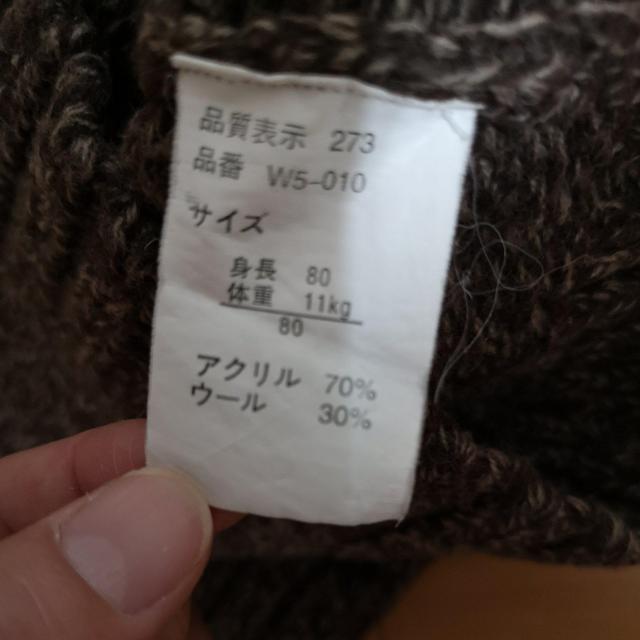 品質表示 273
品番 W5-010
サイズ
身長 80
体重 11kg
80
アクリル 70%
ウール 30%